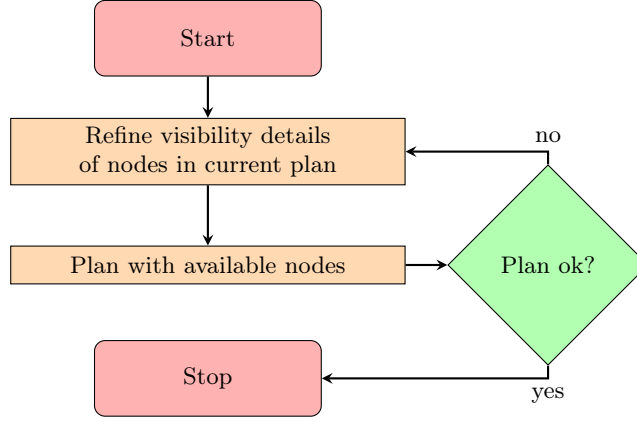 Start
Refine visibility details
of nodes in current plan
no
Plan with available nodes
Plan ok?
Stop
yes